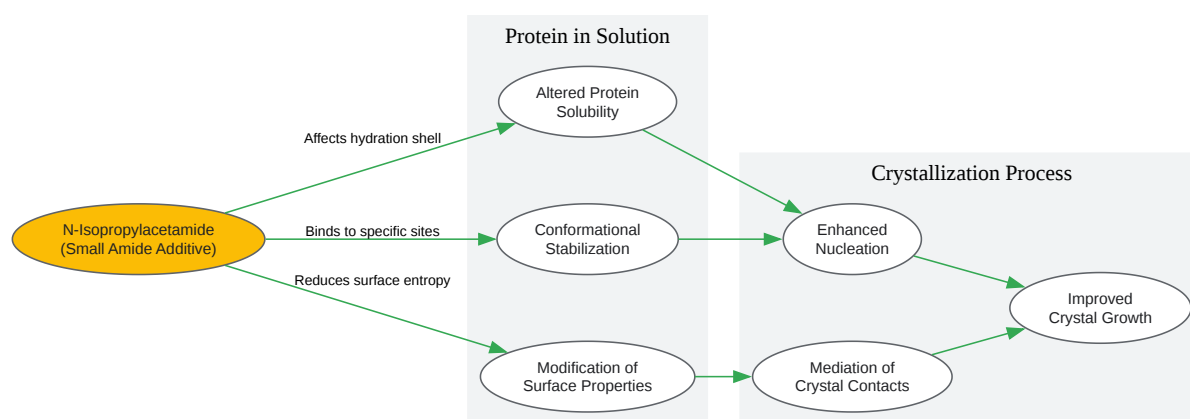 Protein in Solution
Altered Protein
Solubility
Affects hydration shell
Crystallization Process
N-Isopropylacetamide
(Small Amide Additive)
Binds to specific sites
Conformational
Stabilization
Enhanced
Nucleation
Reduces surface entropy
Improved
Crystal Growth
Modification of
Surface Properties
Mediation of
Crystal Contacts